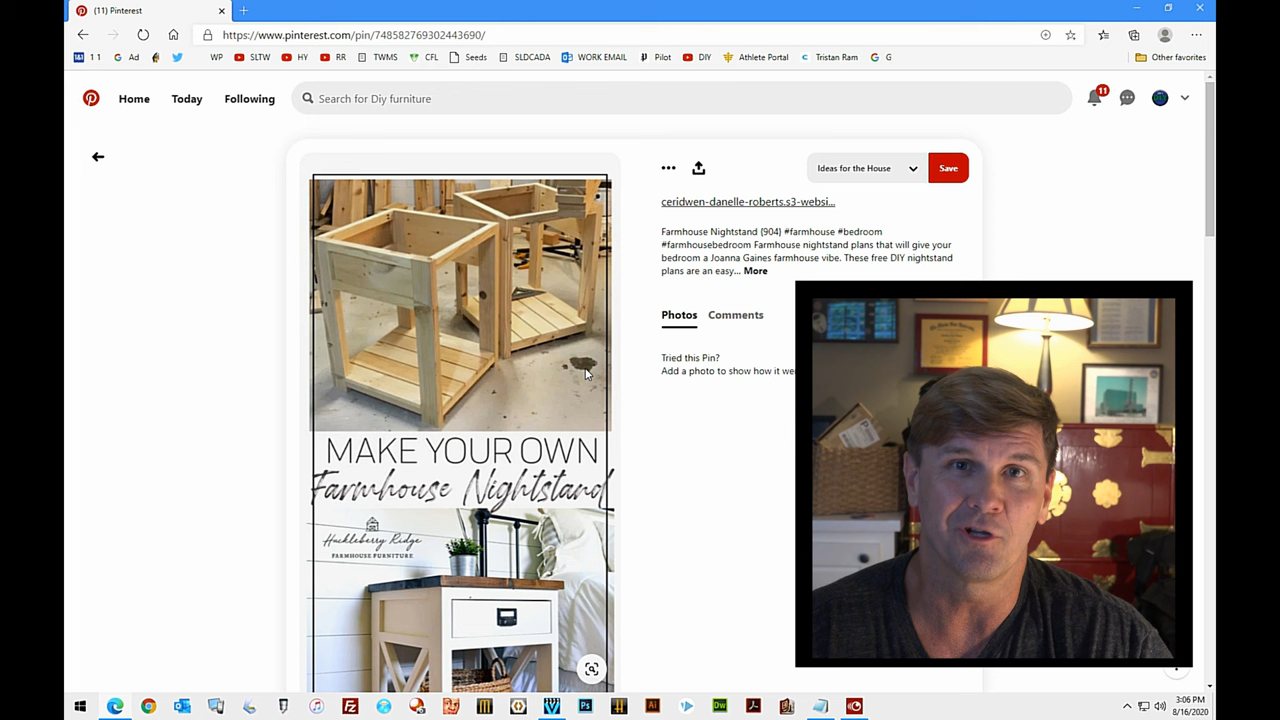 (11) Pinterest
https://www.pinterest.com/pin/748582769302443690/
1 1
Ad
WP
SLTW
HY
RR
TWMS
CFL
Seeds
SLDCADA
WORK EMAIL
Pilot
DIY
Athlete Portal
Tristan Ram
G
Other favorites
Home
Today
Following
Search for Diy furniture
11
Ideas for the House
Save
ceridwen-danelle-roberts.s3-websi...
Farmhouse Nightstand {904} #farmhouse #bedroom
#farmhousebedroom Farmhouse nightstand plans that will give your
bedroom a Joanna Gaines farmhouse vibe. These free DIY nightstand
plans are an easy... More
Photos Comments
Tried this Pin?
Add a photo to show how it we
MAKE YOUR OWN
Farmhouse Nightstand
Huckleberry Ridge
FARMHOUSE FURNITURE
3:06 PM
8/16/2020